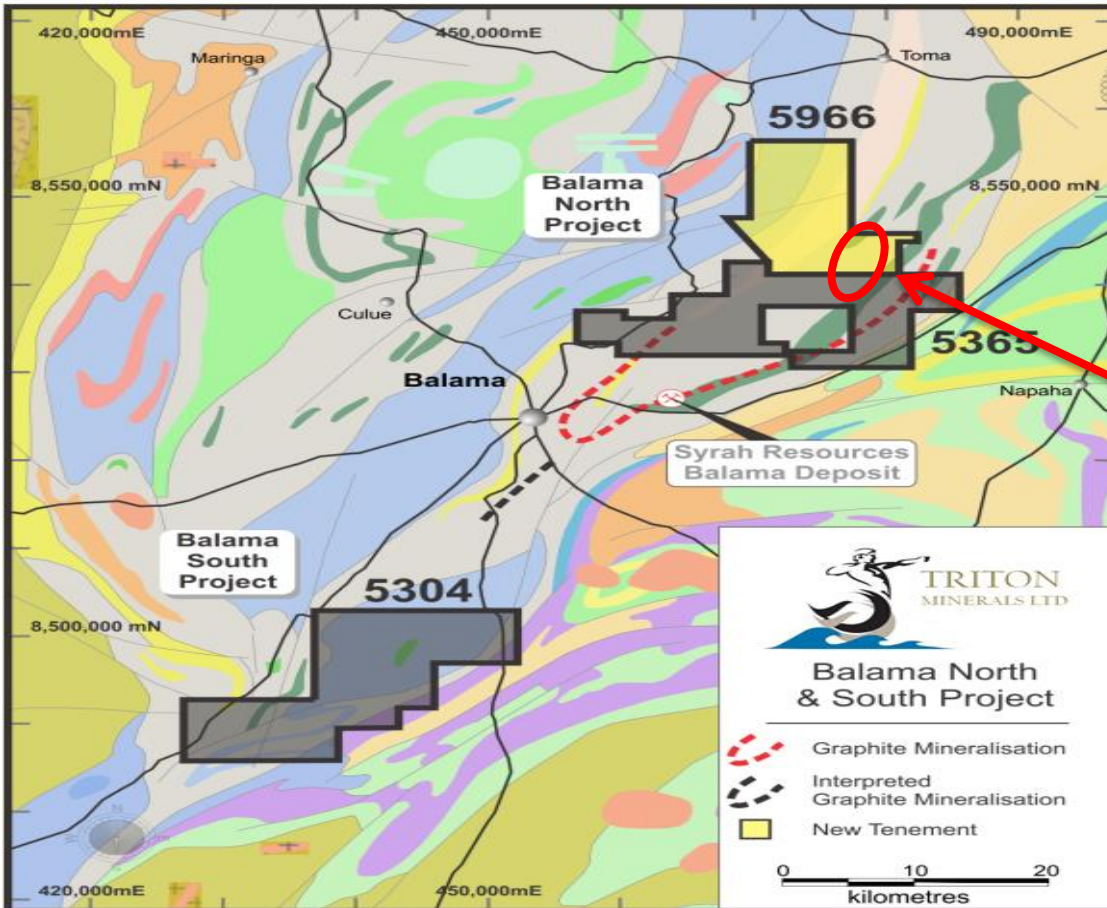 420,000mE
450,000mE
490,000mE
Maringa
Toma
5966
8,550,000 mN
8,550,000 mN
Balama
North
Project
Culue
5365
Balama
Napaha
Syrah Resources
Balama Deposit
Balama
South
Project
5304
8,500,000 mN
TRITON
MINERALS LTD
Balama North
& South Project
Graphite Mineralisation
Interpreted
Graphite Mineralisation
New Tenement
0 10 20
kilometres
N
420,000mE
450,000mE